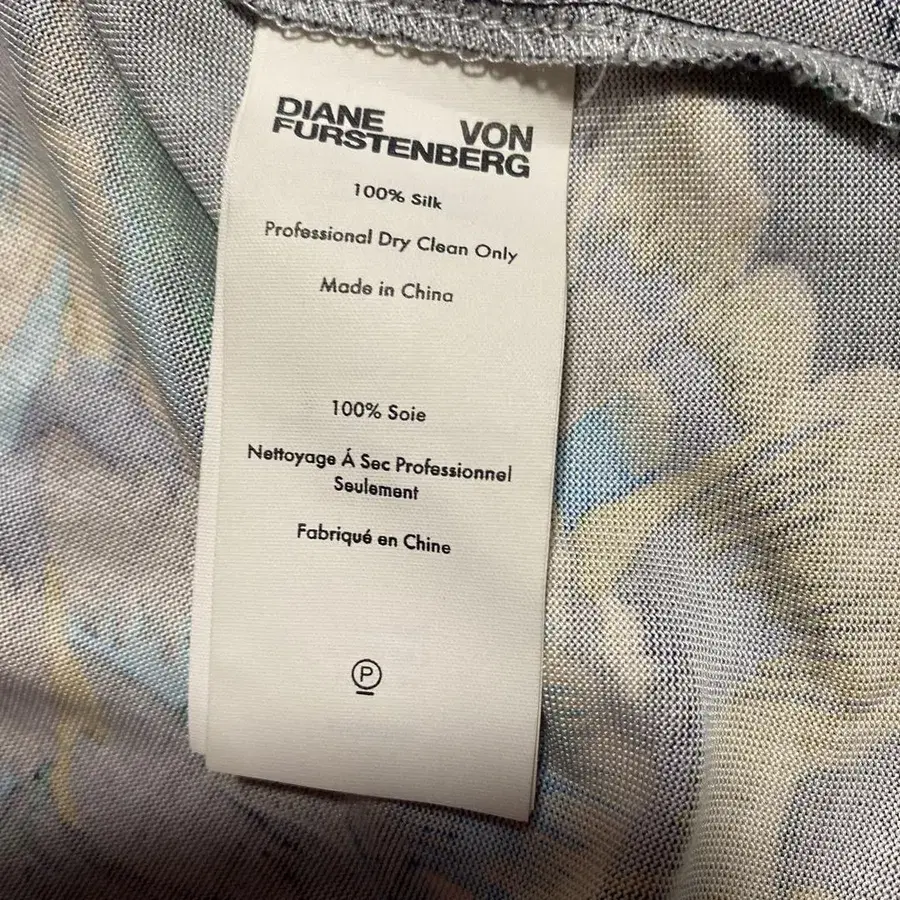 DIANE VON
FURSTENBERG
100% Silk
Professional Dry Clean Only
Made in China
100% Soie
Nettoyage Á Sec Professionnel
Seulement
Fabriqué en Chine
P